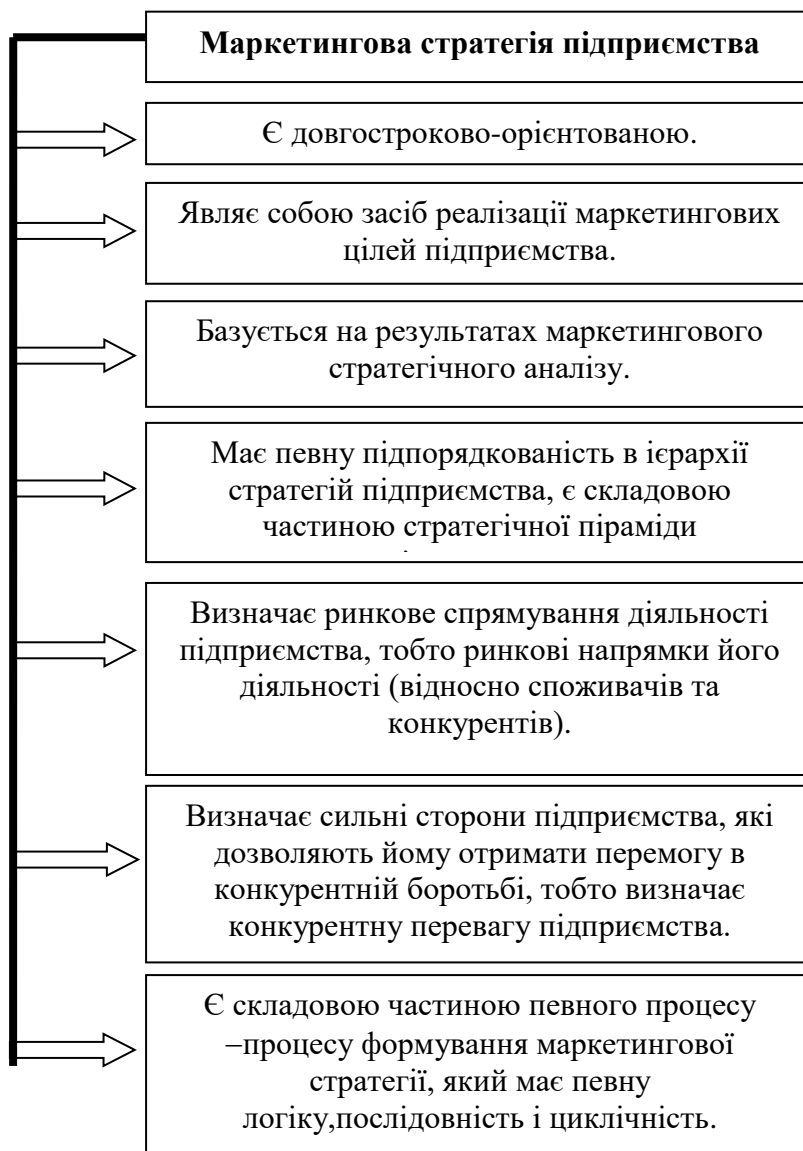 Маркетингова стратегія підприємства
Є довгостроково-орієнтованою.
Являє собою засіб реалізації маркетингових
цілей підприємства.
Базується на результатах маркетингового
стратегічного аналізу.
Має певну підпорядкованість в ієрархії
стратегій підприємства, є складовою
частиною стратегічної піраміди
Визначає ринкове спрямування діяльності
підприємства, тобто ринкові напрямки його
діяльності (відносно споживачів та
конкурентів).
Визначає сильні сторони підприємства, які
дозволяють йому отримати перемогу в
конкурентній боротьбі, тобто визначає
конкурентну перевагу підприємства.
Є складовою частиною певного процесу
–процесу формування маркетингової
стратегії, який має певну
логіку,послідовність і циклічність.